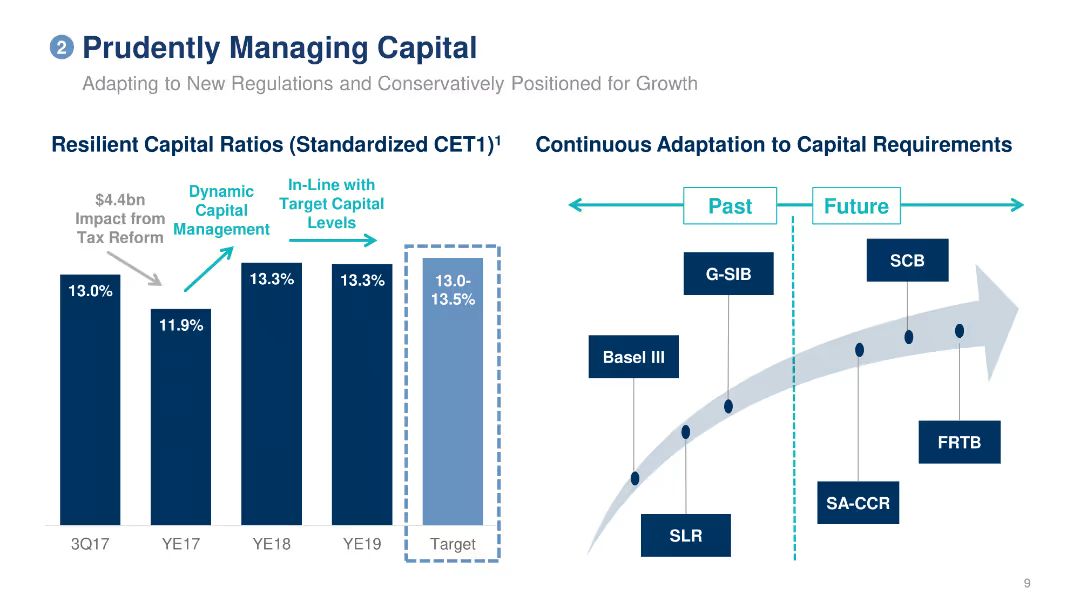 2 Prudently Managing Capital
Adapting to New Regulations and Conservatively Positioned for Growth
Resilient Capital Ratios (Standardized CET1)¹
$4.4bn
Impact from
Tax Reform
Dynamic
Capital
Management
In-Line with
Target Capital
Levels
13.0%
11.9%
13.3%
13.3%
13.0-
13.5%
3Q17
YE17
YE18
YE19
Target
Continuous Adaptation to Capital Requirements
Past
Future
SCB
G-SIB
Basel III
FRTB
SA-CCR
SLR
9